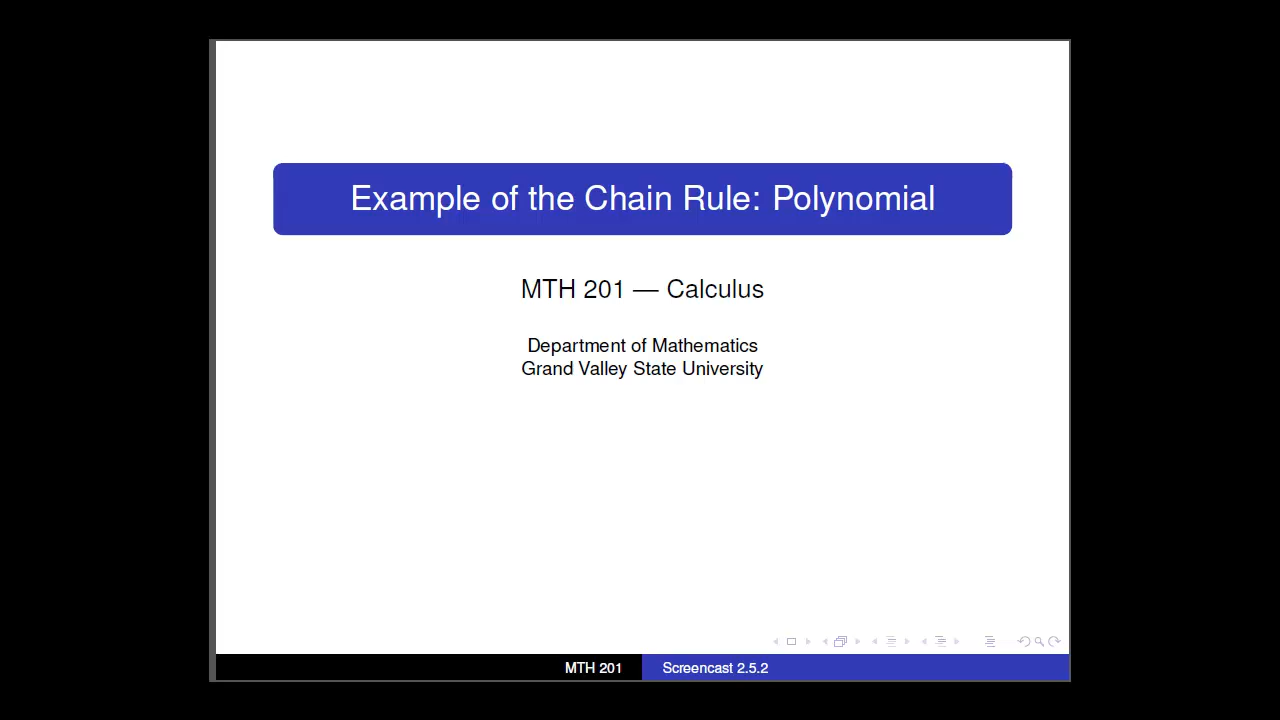 Example of the Chain Rule: Polynomial
MTH 201 — Calculus
Department of Mathematics
Grand Valley State University
MTH 201
Screencast 2.5.2